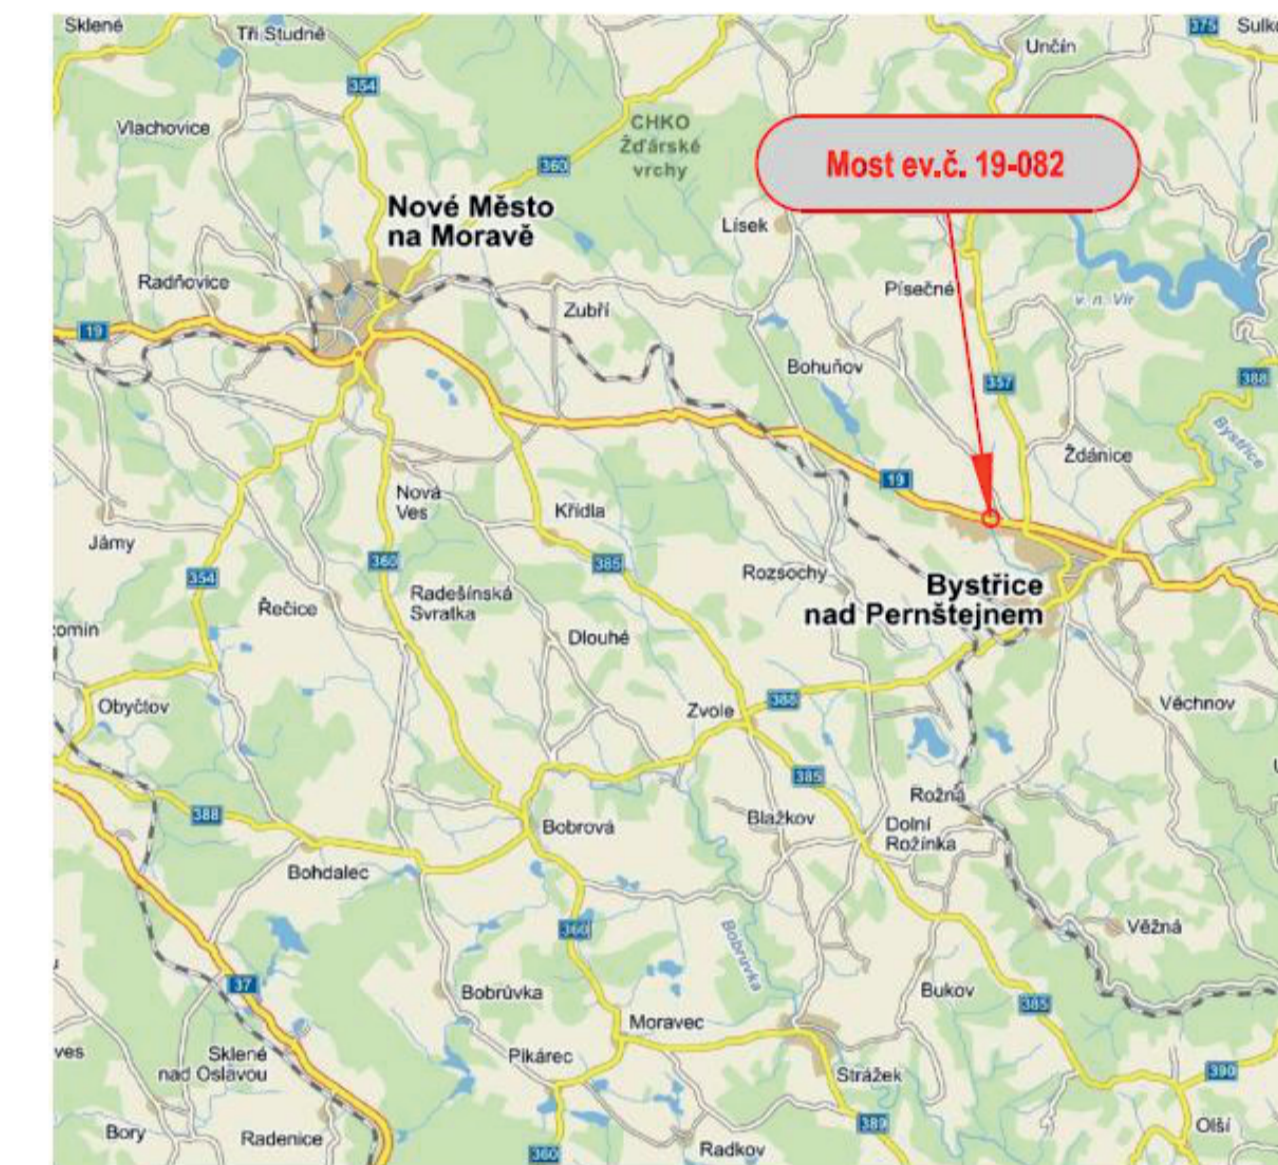 Sklené
Tři Studně
375
Sulk
Unčín
354
Vlachovice
CHKO
Žďárské
vrchy
360
Most ev.č. 19-082
Nové Město
na Moravě
Lísek
Radňovice
Písečné
v. n. Vír
Zubří
19
Bohuňov
357
388
Bystřice
Ždánice
19
Nová
Ves
Křídla
Jámy
360
385
Rozsochy
354
Bystřice
nad Pernštejnem
Řečice
Radešínská
Svratka
omín
Dlouhé
388
Obyčtov
Zvole
Věchnov
385
Rožná
388
Bobrová
Blažkov
Dolní
Rožínka
Bohdalec
360
Věžná
Bobrůvka
37
Bobrůvka
Bukov
385
Moravec
ves
Sklené
nad Oslavou
Pikárec
Strážek
390
389
Olší
Bory
Radenice
360
Radkov